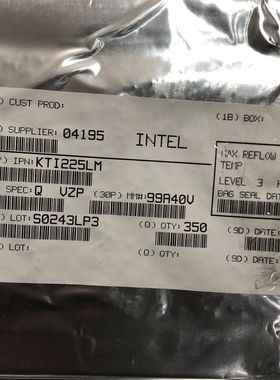 ) CUST PROD:
(1B) BOX:
) SUPPLIER: 04195 INTEL
P) IPN: KTI225LM
MAX REFLOW
TEMP
LEVEL 3
BAG SEAL DAT
SPEC: Q VZP (30P) MM#: 99A40V
) LOT: S0243LP3 (Q) QTY: 350 (9D) DATE:
) LOT: (Q) QTY: (9D) DATE: